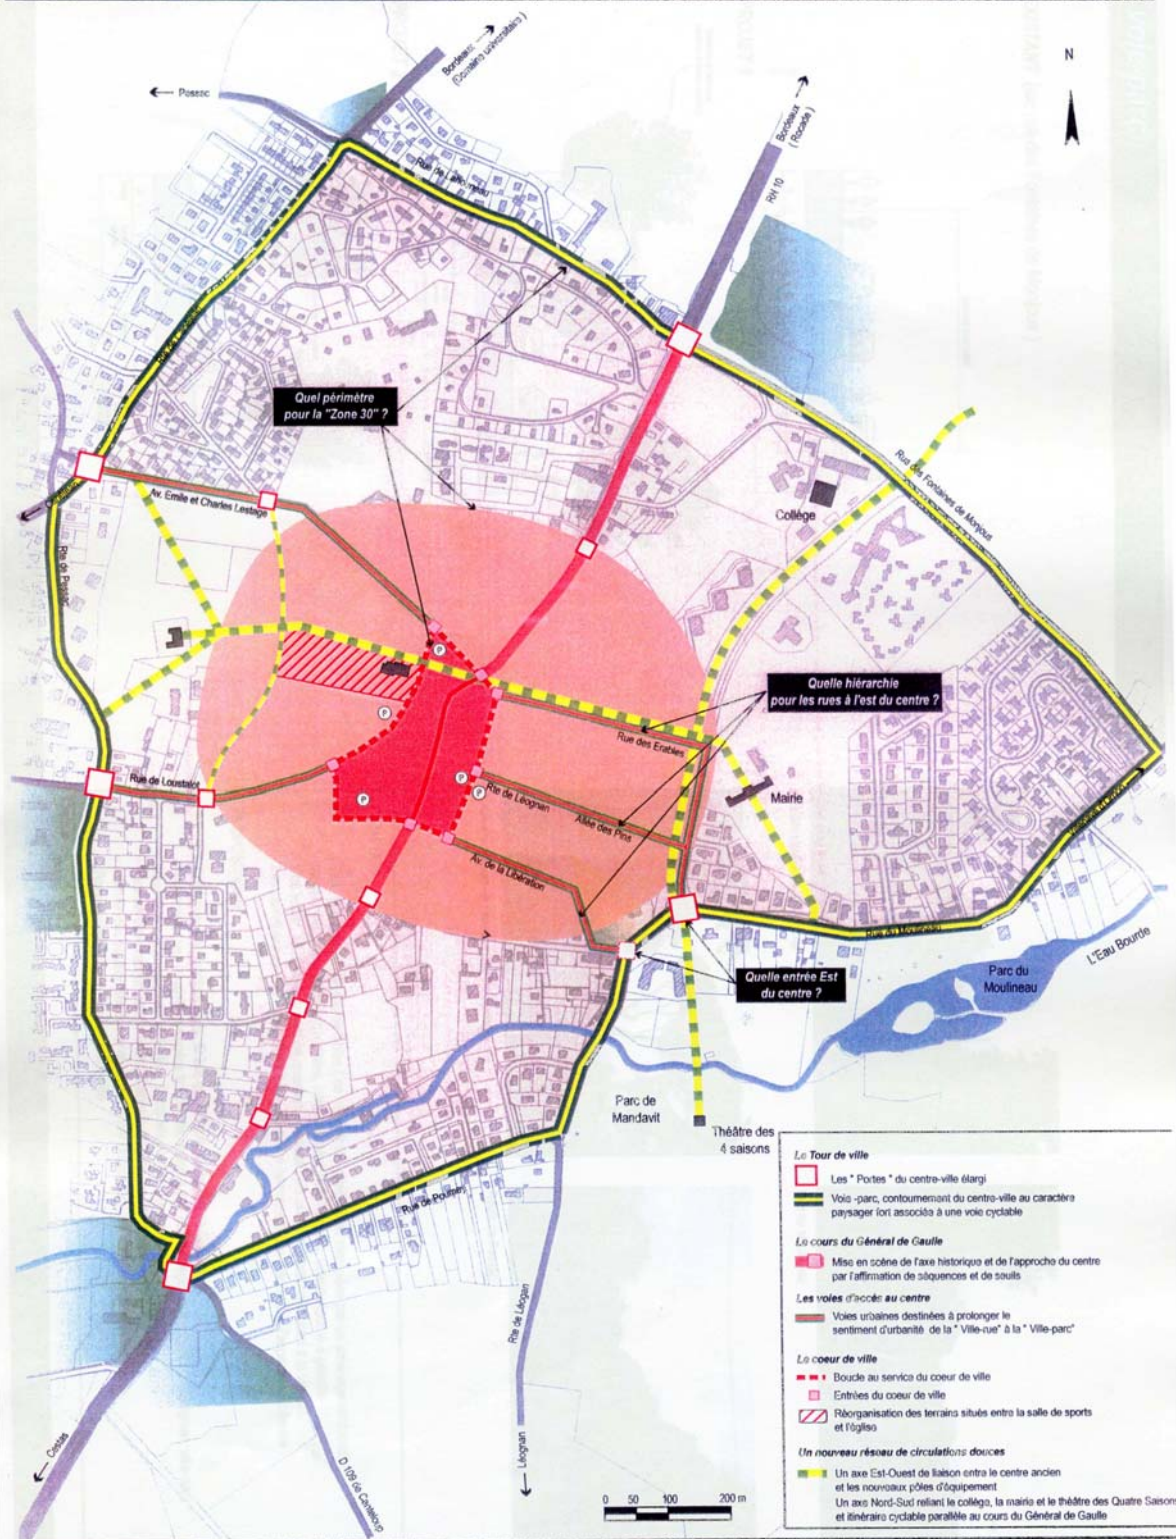 N
Bordeaux
(Domaine universitaire)
← Pessac
Bordeaux
(Rocade)
RN 10
Quel périmètre
pour la "Zone 30" ?
Av. Emile et Charles Lestage
Rte de Pessac
Collège
Rue des Fontaines de Monjous
Quelle hiérarchie
pour les rues à l'est du centre ?
Rue des Erables
Mairie
P
P
P
P
P
Rue de Loustalot
Rte de Léognan
Allée des Pins
Av. de la Libération
Quelle entrée Est
du centre ?
Rue du Moulineau
Parc du
Moulineau
L'Eau Bourde
Parc de
Mandavit
Théâtre des
4 saisons
Rte de Léogan
Léognan
Cestas
D 109 de Canteloup
0 50 100 200 m
Le Tour de ville
Les " Portes " du centre-ville élargi
Voie -parc, contournement du centre-ville au caractère
paysager fort associée à une voie cyclable
Le cours du Général de Gaulle
Mise en scène de l'axe historique et de l'approche du centre
par l'affirmation de séquences et de seuils
Les voies d'accès au centre
Voies urbaines destinées à prolonger le
sentiment d'urbanité de la " Ville-rue" à la " Ville-parc"
Le coeur de ville
Boucle au service du coeur de ville
Entrées du coeur de ville
Réorganisation des terrains situés entre la salle de sports
et l'église
Un nouveau réseau de circulations douces
Un axe Est-Ouest de liaison entre le centre ancien
et les nouveaux pôles d'équipement
Un axe Nord-Sud reliant le collège, la mairie et le théâtre des Quatre Saisons
et itinéraire cyclable parallèle au cours du Général de Gaulle